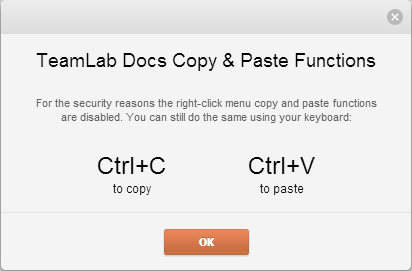 TeamLab Docs Copy & Paste Functions
For the security reasons the right-click menu copy and paste functions
are disabled. You can still do the same using your keyboard:
Ctrl+C Ctrl+V
to copy to paste
OK